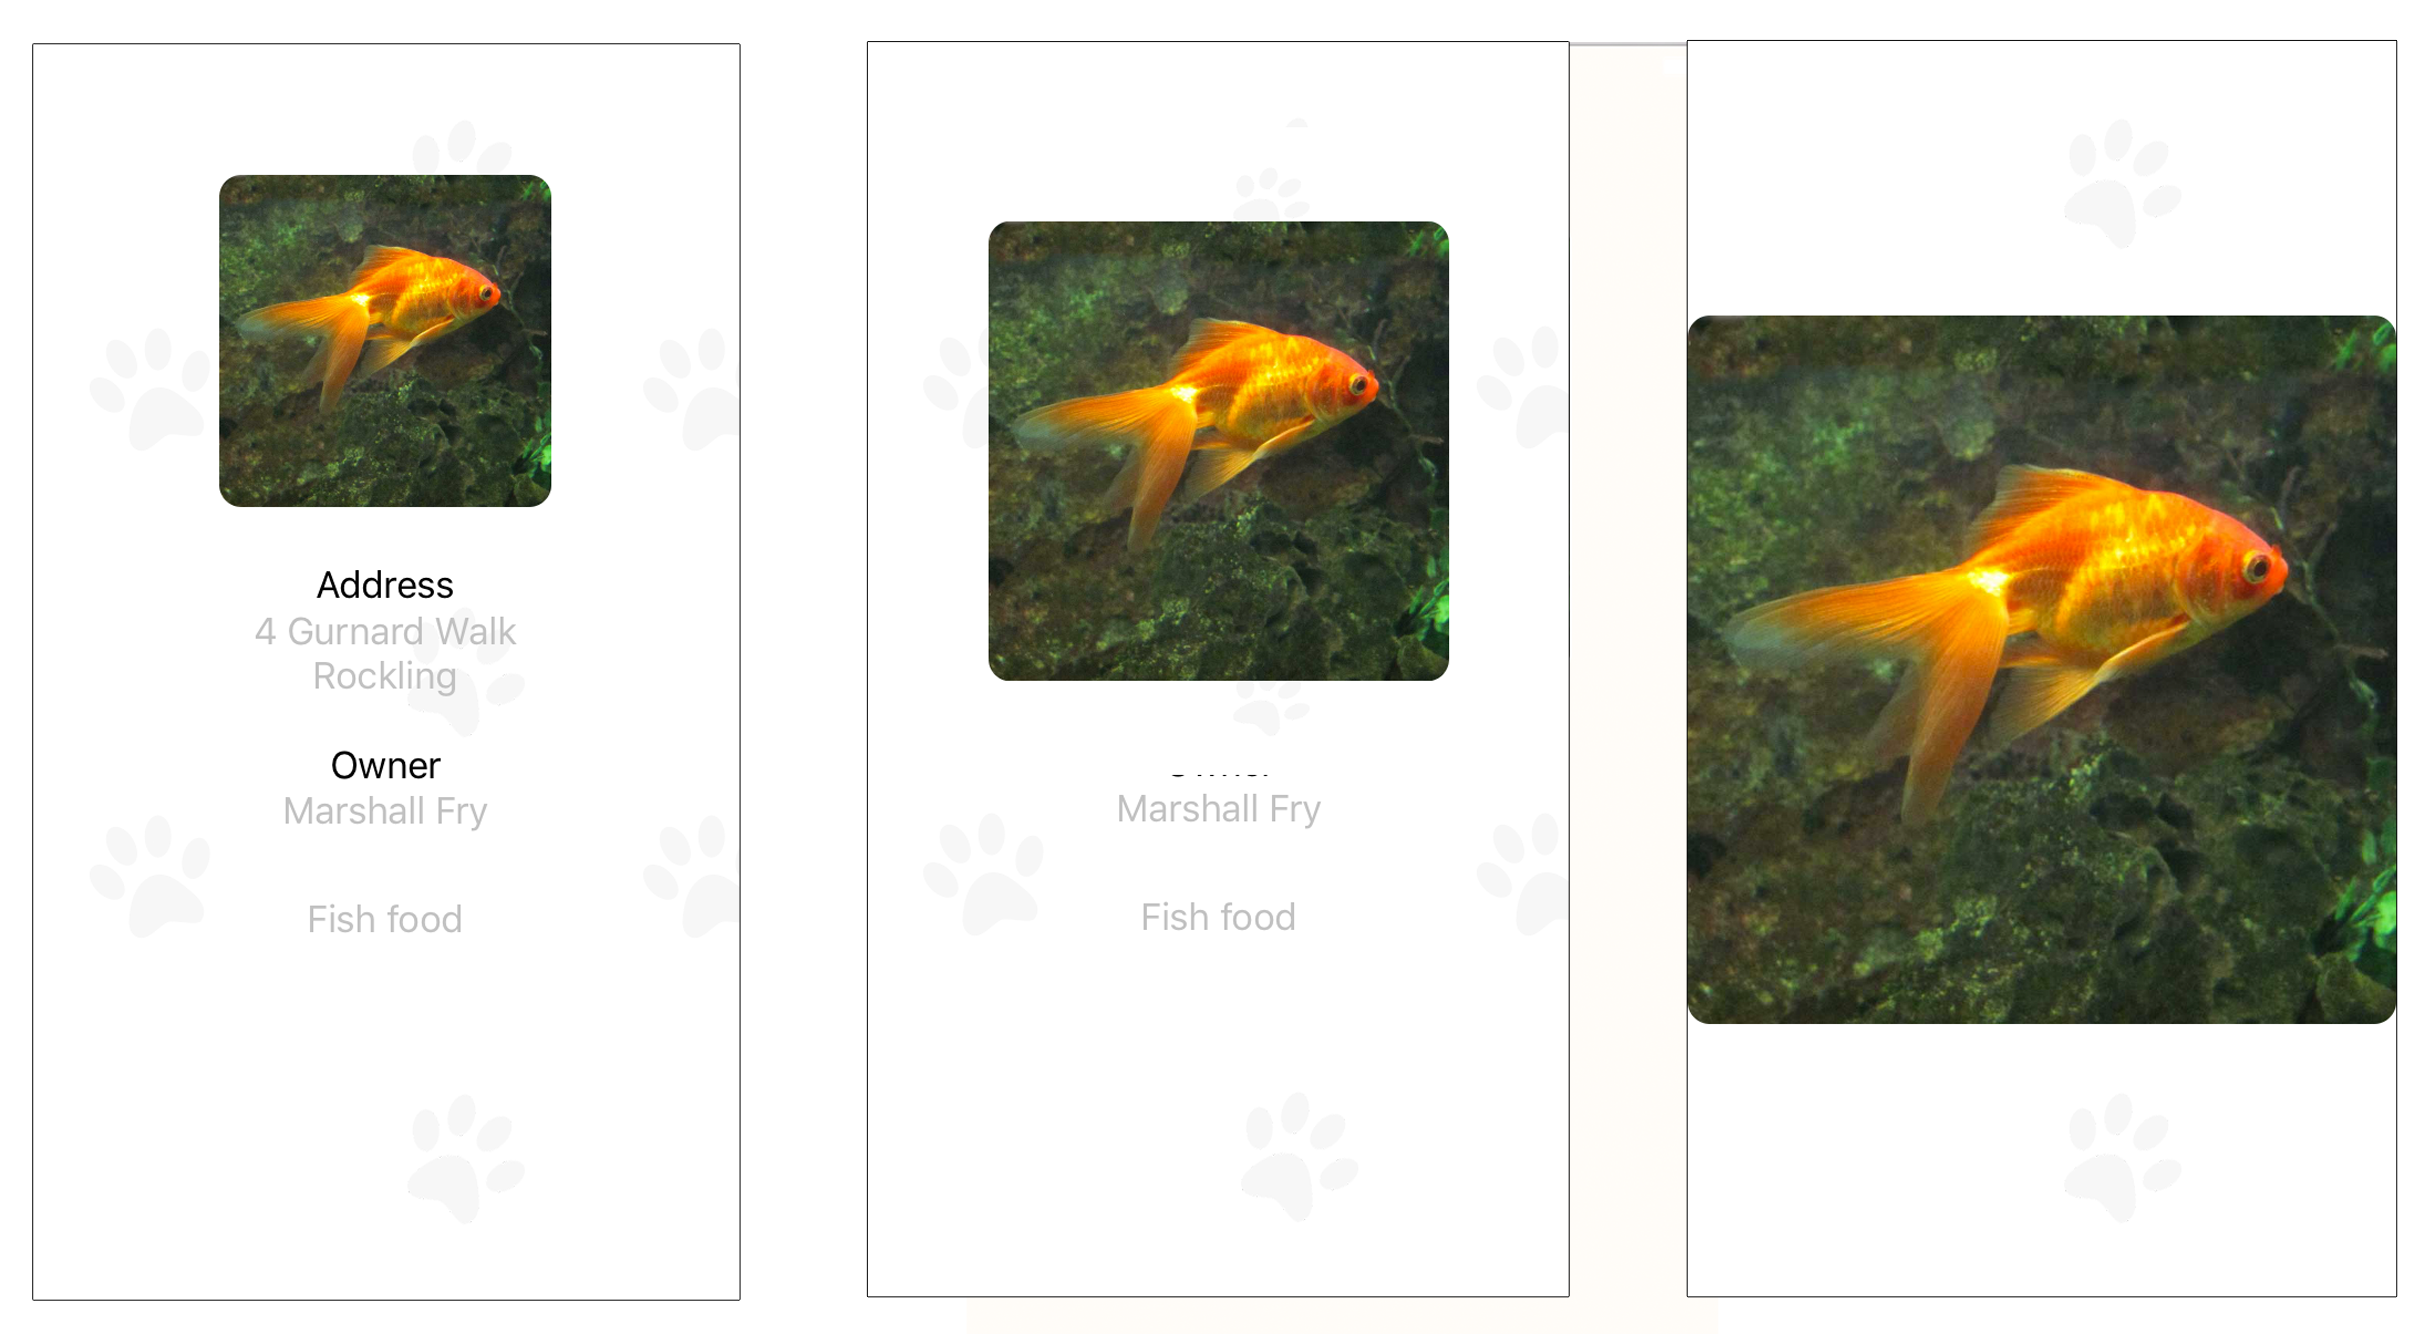 Address
4 Gurnard Walk
Rockling
Owner
Marshall Fry
Fish food
Marshall Fry
Fish food